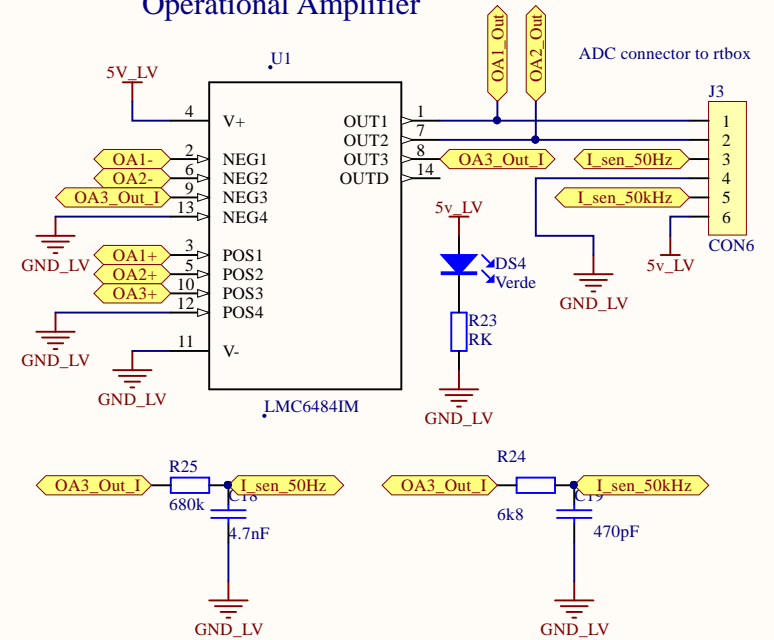 Operational Amplifier
OA1_Out
OA2_Out
ADC connector to rtbox
U1
5V_LV
4
V+
OUT1
1
OUT2
7
OUT3
8
OA3_Out_I
OUTD
14
OA1-
2
NEG1
OA2-
6
NEG2
OA3_Out_I
9
NEG3
13
NEG4
GND_LV
OA1+
3
POS1
OA2+
5
POS2
OA3+
10
POS3
12
POS4
GND_LV
11
V-
GND_LV
LMC6484IM
J3
1
2
I_sen_50Hz
3
4
I_sen_50kHz
5
6
CON6
5v_LV
GND_LV
5v_LV
DS4
Verde
R23
RK
GND_LV
OA3_Out_I
R25
680k
I_sen_50Hz
C18
4.7nF
GND_LV
OA3_Out_I
R24
6k8
I_sen_50kHz
C19
470pF
GND_LV